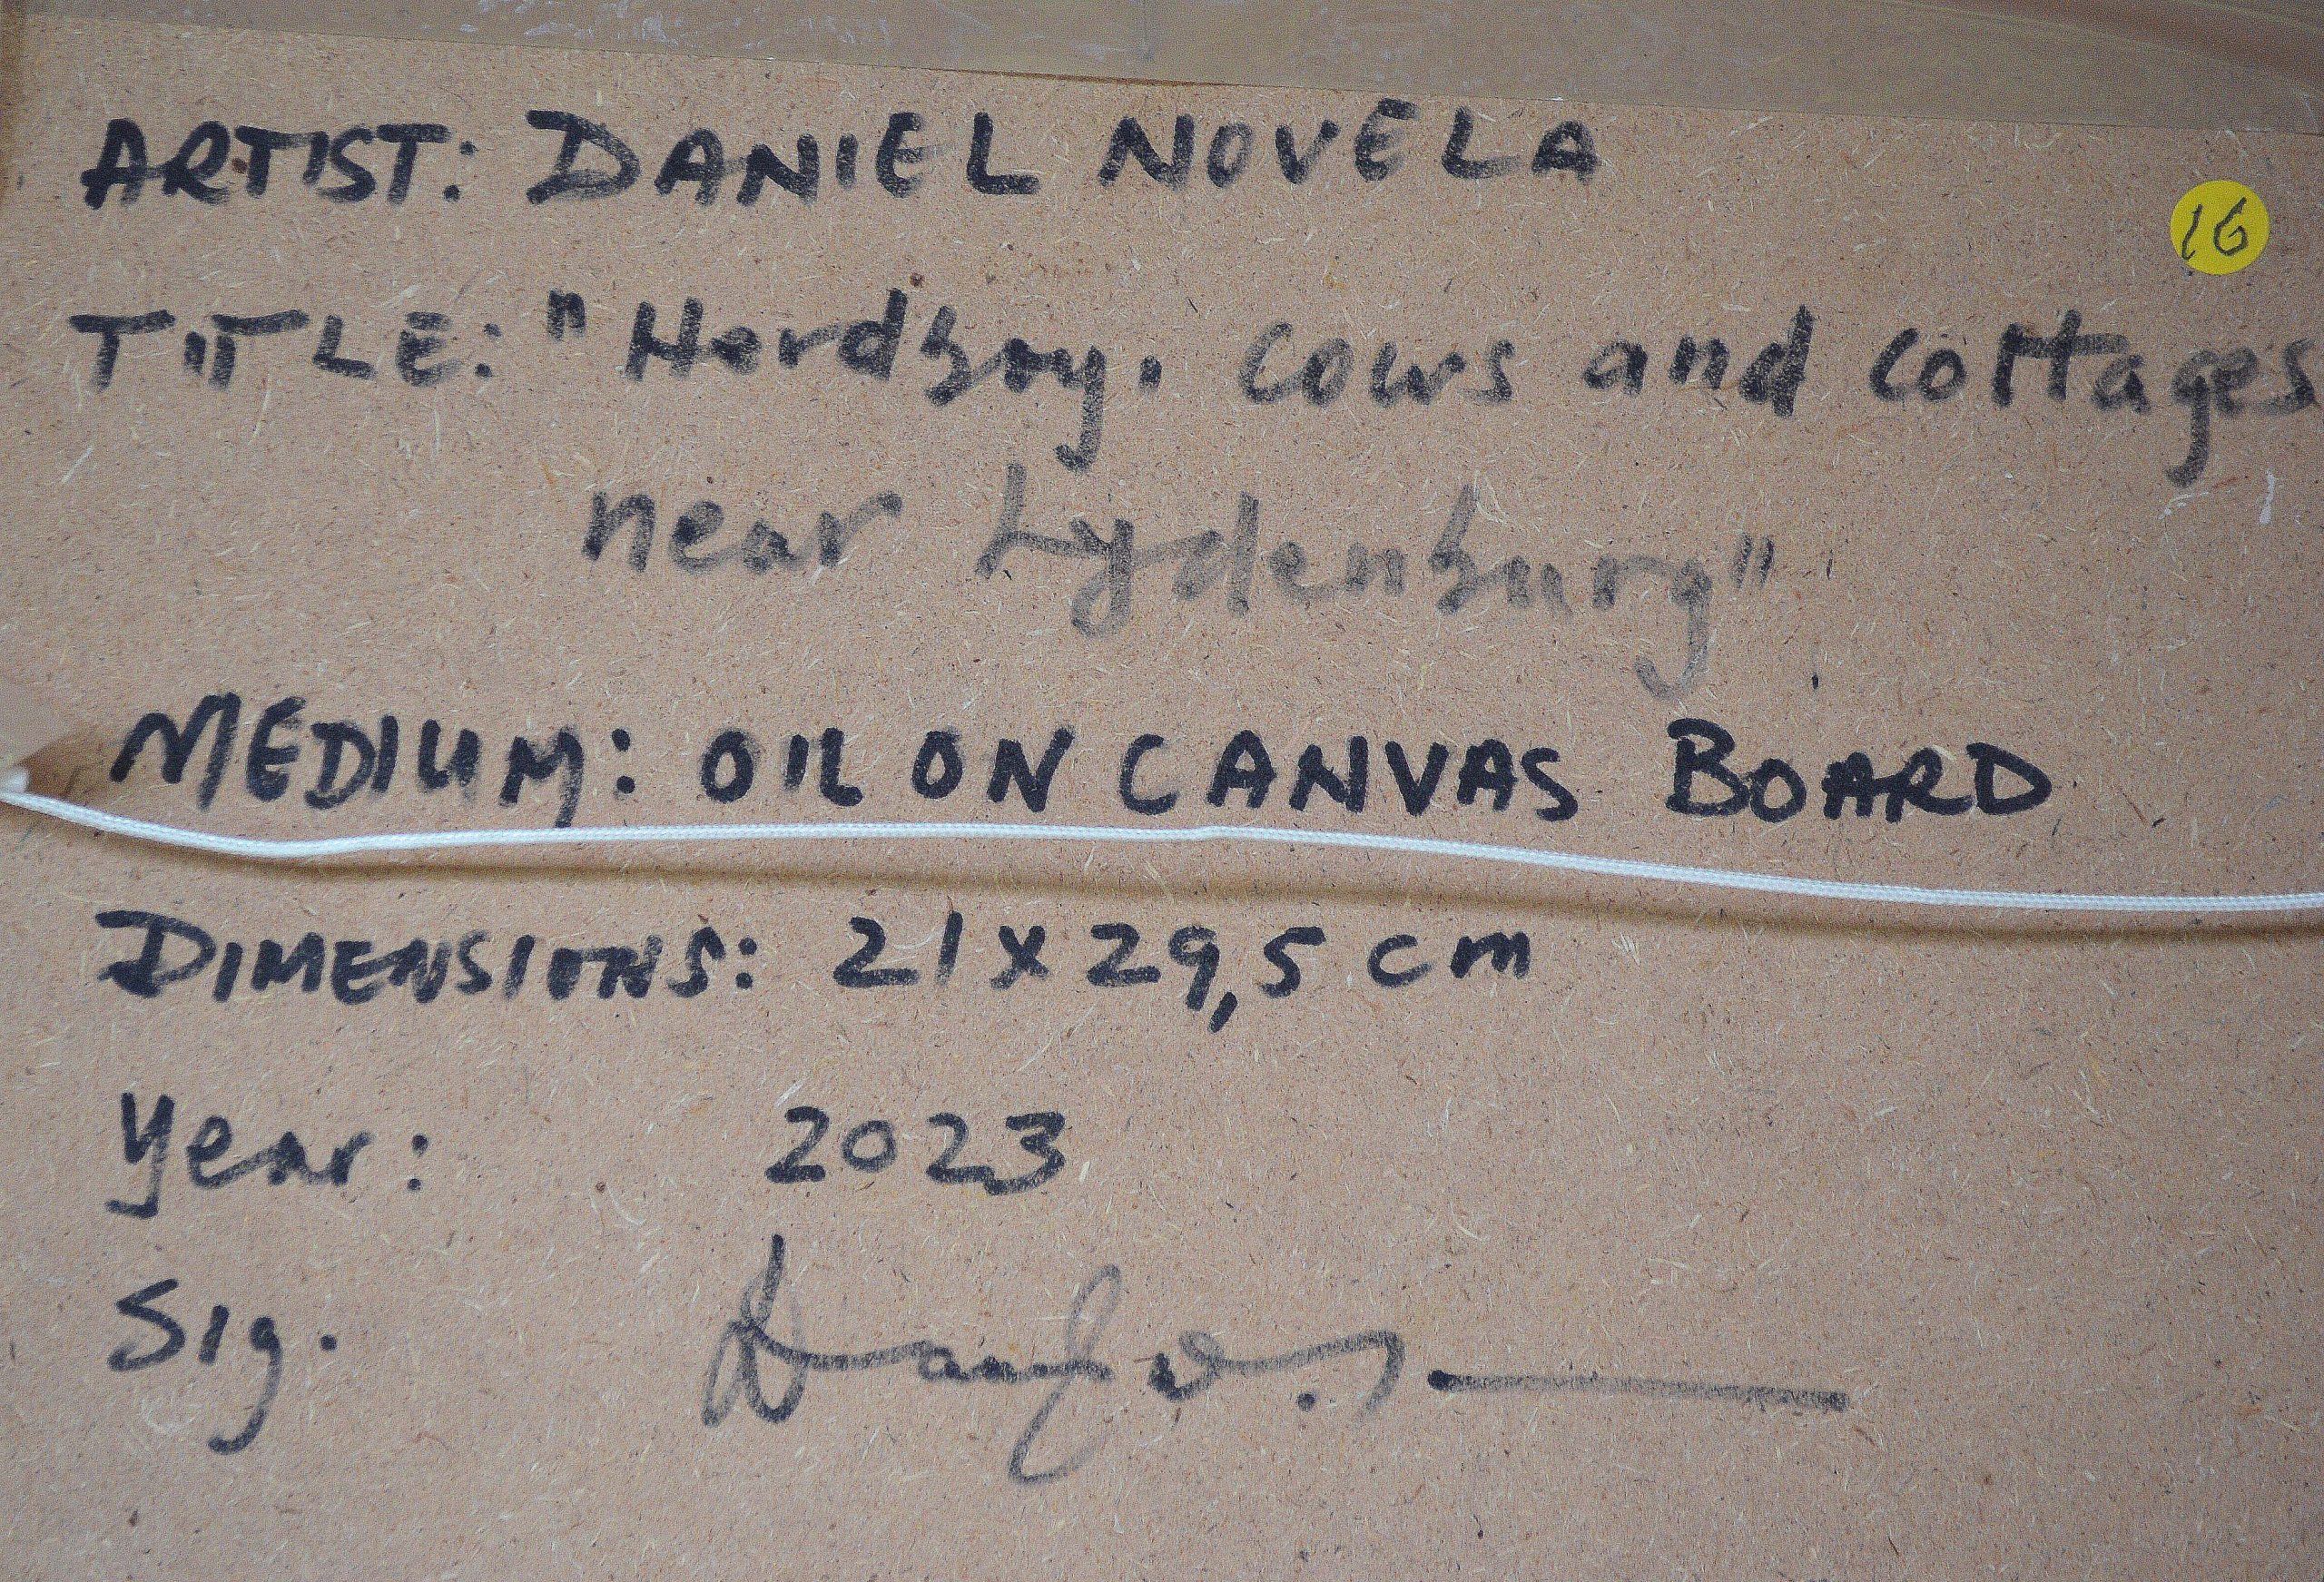 ARTIST: DANIEL NOVELA
16
TITLE: "Herdboy. cows and cottages
near Lydenburg"
MEDIUM: OIL ON CANVAS BOARD
DIMENSIONS: 21 x 29,5 cm
Year: 2023
Sig.